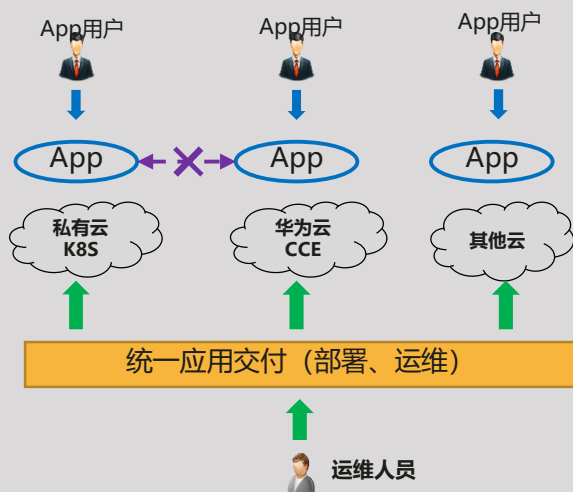 App用户
App用户
App用户
App
App
App
私有云
K8S
华为云
CCE
其他云
统一应用交付（部署、运维）
运维人员